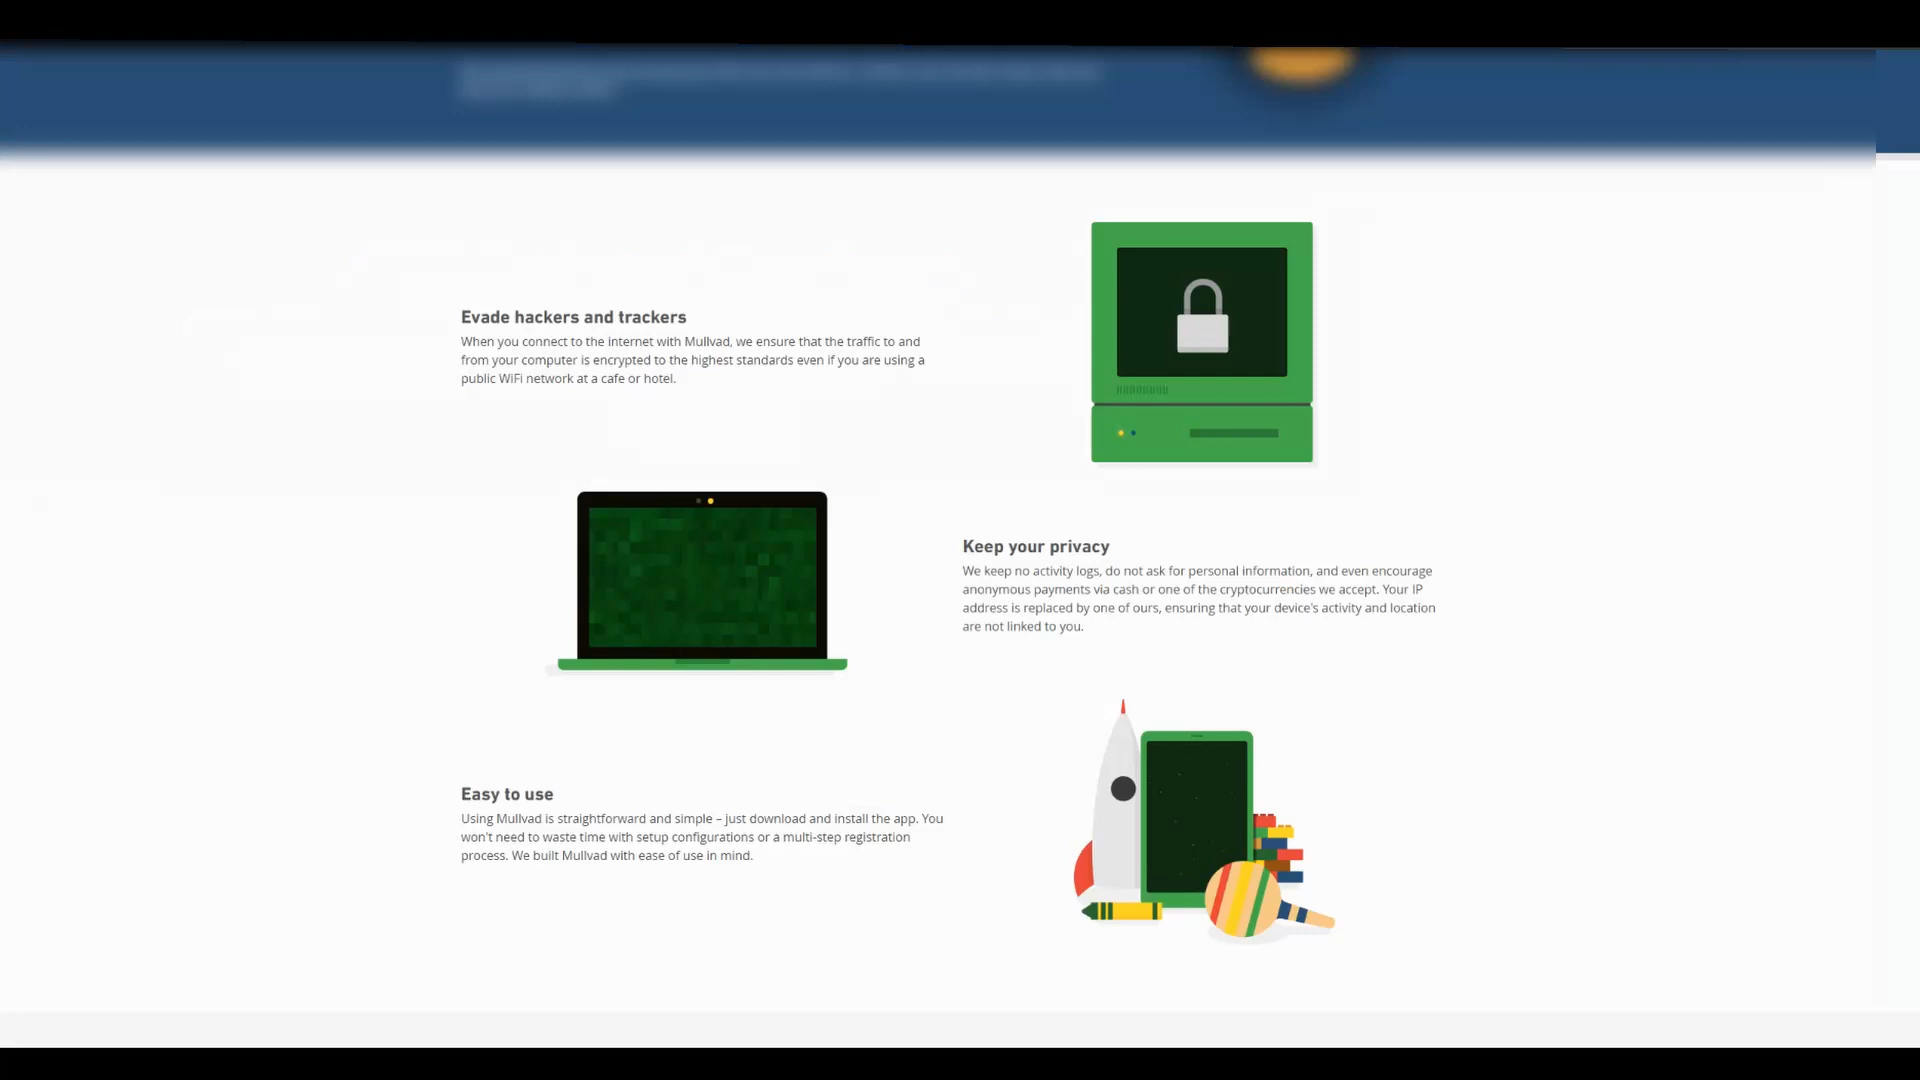 Evade hackers and trackers
When you connect to the internet with Mullvad, we ensure that the traffic to and
from your computer is encrypted to the highest standards even if you are using a
public WiFi network at a cafe or hotel.
Keep your privacy
We keep no activity logs, do not ask for personal information, and even encourage
anonymous payments via cash or one of the cryptocurrencies we accept. Your IP
address is replaced by one of ours, ensuring that your device's activity and location
are not linked to you.
Easy to use
Using Mullvad is straightforward and simple – just download and install the app. You
won't need to waste time with setup configurations or a multi-step registration
process. We built Mullvad with ease of use in mind.